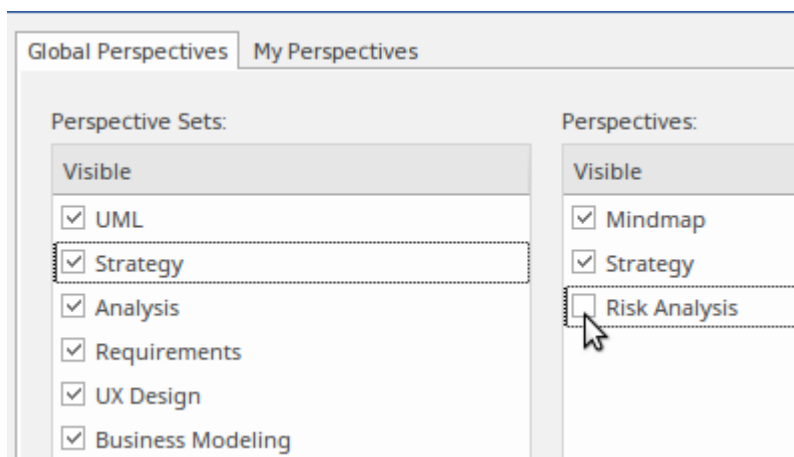 Global Perspectives
My Perspectives
Perspective Sets:
Visible
UML
Strategy
Analysis
Requirements
UX Design
Business Modeling
Perspectives:
Visible
Mindmap
Strategy
Risk Analysis